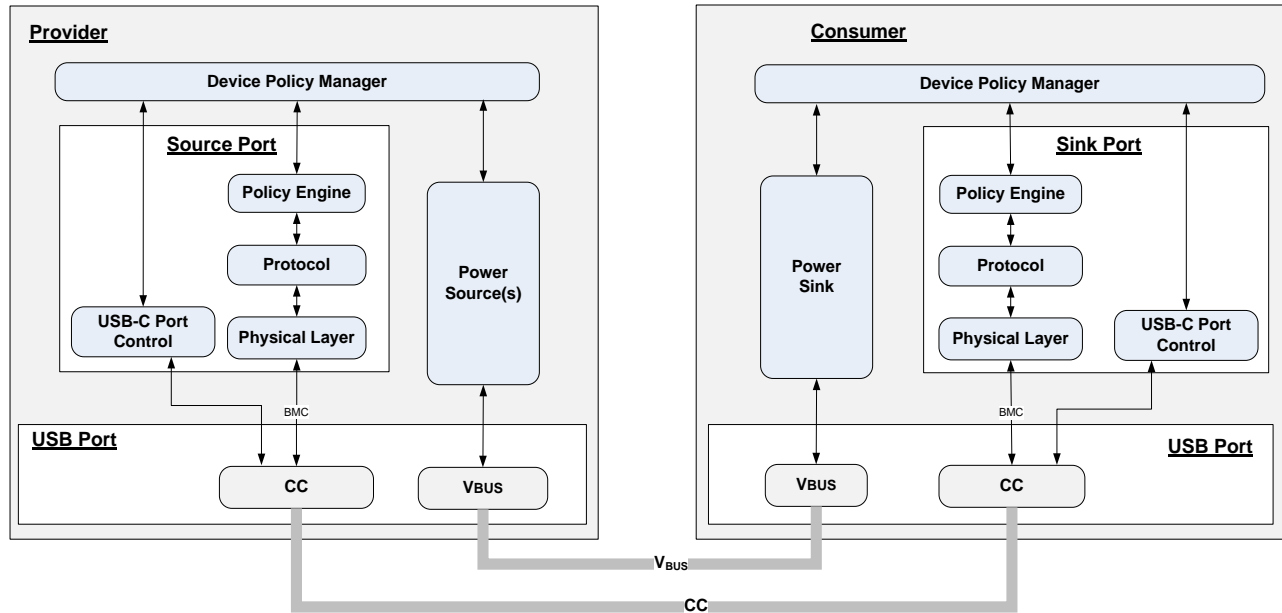 Provider
Device Policy Manager
Source Port
Policy Engine
Protocol
USB-C Port
Control
Physical Layer
Power
Source(s)
BMC
USB Port
CC
VBUS
Consumer
Device Policy Manager
Sink Port
Power
Sink
Policy Engine
Protocol
Physical Layer
USB-C Port
Control
BMC
USB Port
VBUS
CC
VBUS
CC